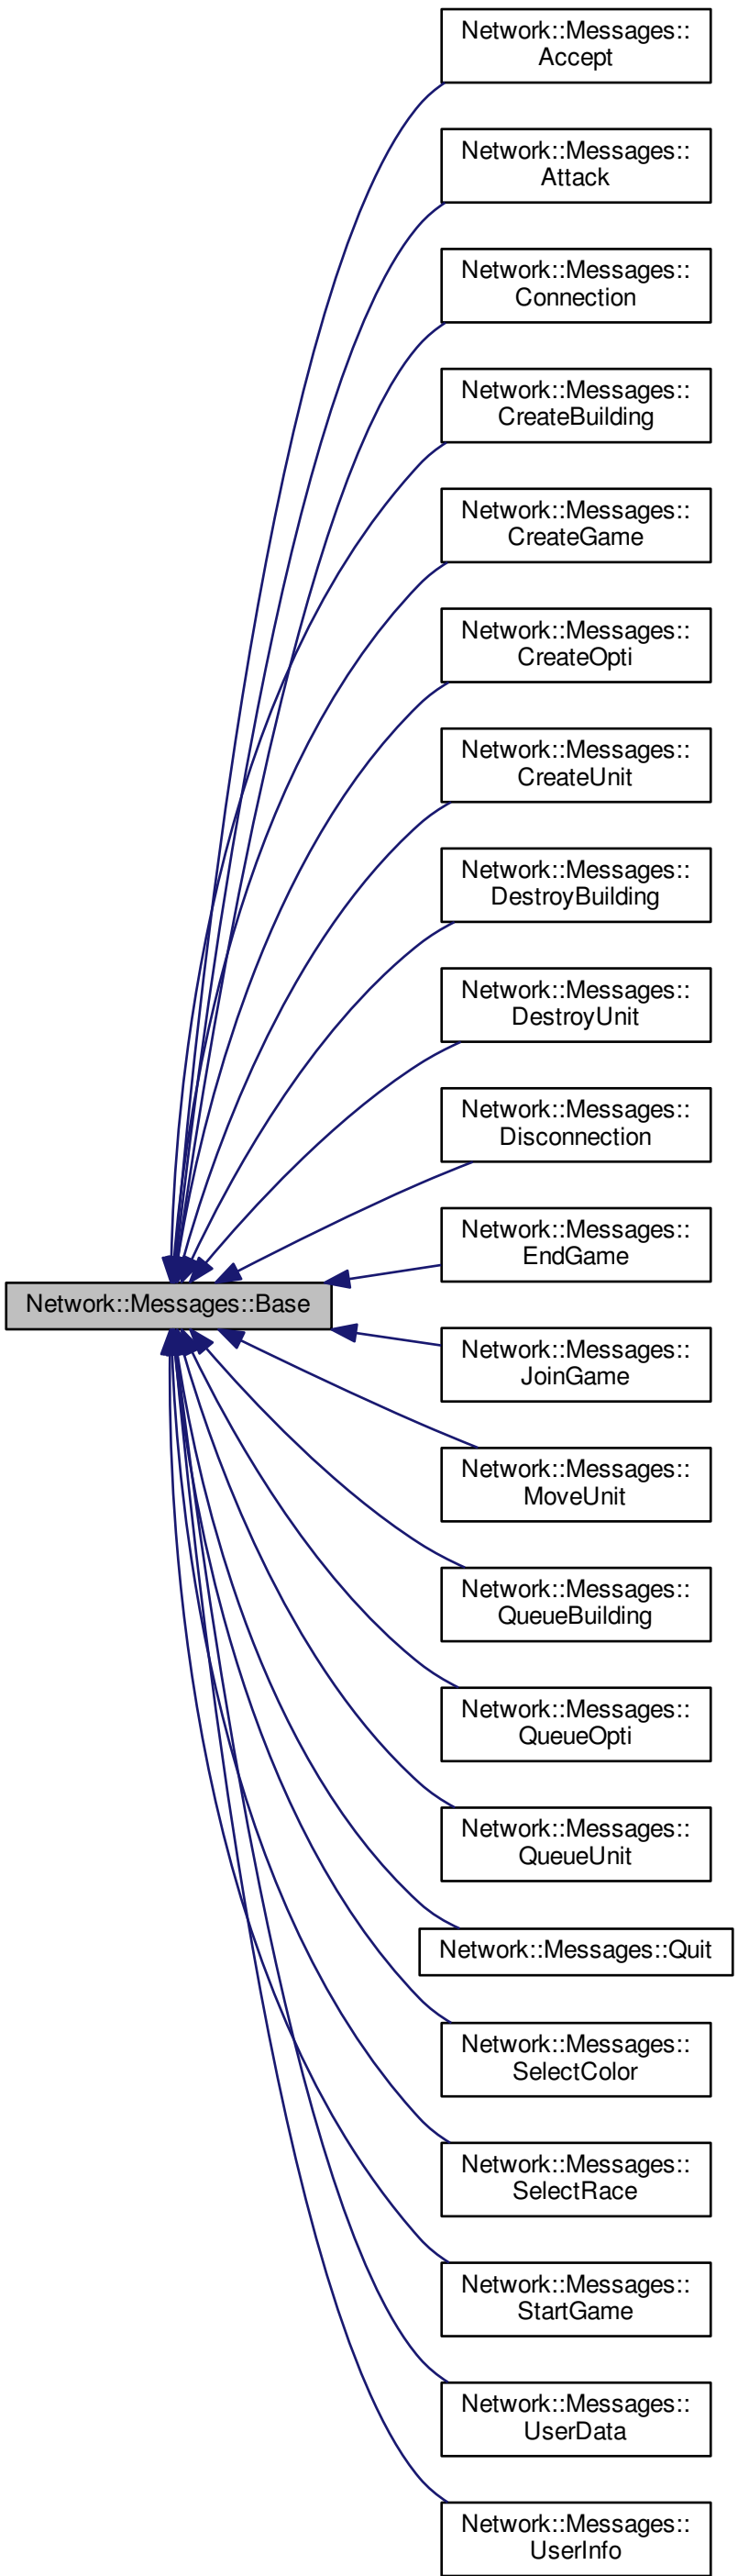 Network::Messages::
Accept
Network::Messages::
Attack
Network::Messages::
Connection
Network::Messages::
CreateBuilding
Network::Messages::
CreateGame
Network::Messages::
CreateOpti
Network::Messages::
CreateUnit
Network::Messages::
DestroyBuilding
Network::Messages::
DestroyUnit
Network::Messages::
Disconnection
Network::Messages::
EndGame
Network::Messages::Base
Network::Messages::
JoinGame
Network::Messages::
MoveUnit
Network::Messages::
QueueBuilding
Network::Messages::
QueueOpti
Network::Messages::
QueueUnit
Network::Messages::Quit
Network::Messages::
SelectColor
Network::Messages::
SelectRace
Network::Messages::
StartGame
Network::Messages::
UserData
Network::Messages::
UserInfo